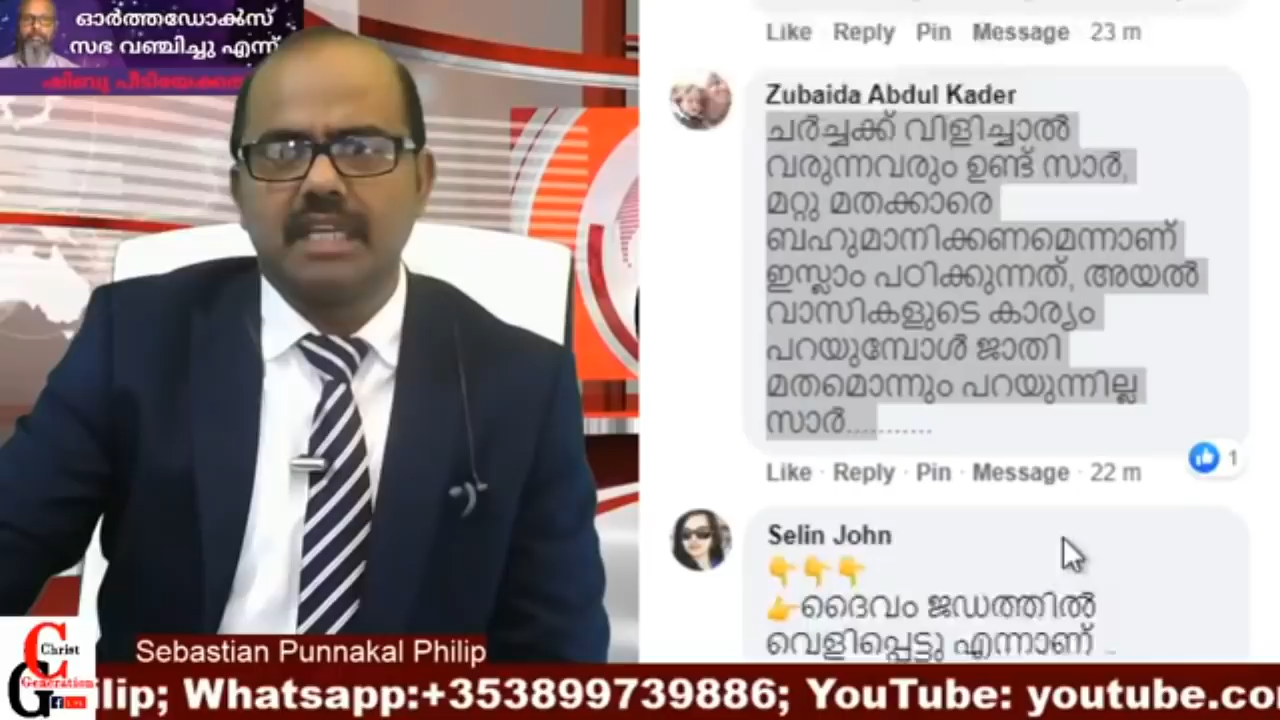 ഓർത്തഡോക്സ്
സഭ വഞ്ചിച്ചു എന്ന്
ഷിബു പീടിയേക്കൽ
Like Reply Pin Message 23 m
Zubaida Abdul Kader
ചർച്ചക്ക് വിളിച്ചാൽ
വരുന്നവരും ഉണ്ട് സാർ,
മറ്റു മതക്കാരെ
ബഹുമാനിക്കണമെന്നാണ്
ഇസ്ലാം പഠിക്കുന്നത്, അയൽ
വാസികളുടെ കാര്യം
പറയുമ്പോൾ ജാതി
മതമൊന്നും പറയുന്നില്ല
സാർ............
1
Like · Reply · Pin · Message · 22 m
Selin John
👇👇👇
👉ദൈവം ജഡത്തിൽ
വെളിപ്പെട്ടു എന്നാണ്
Sebastian Punnakal Philip
C Christ
G Generation
ilip; Whatsapp:+353899739886; YouTube: youtube.co